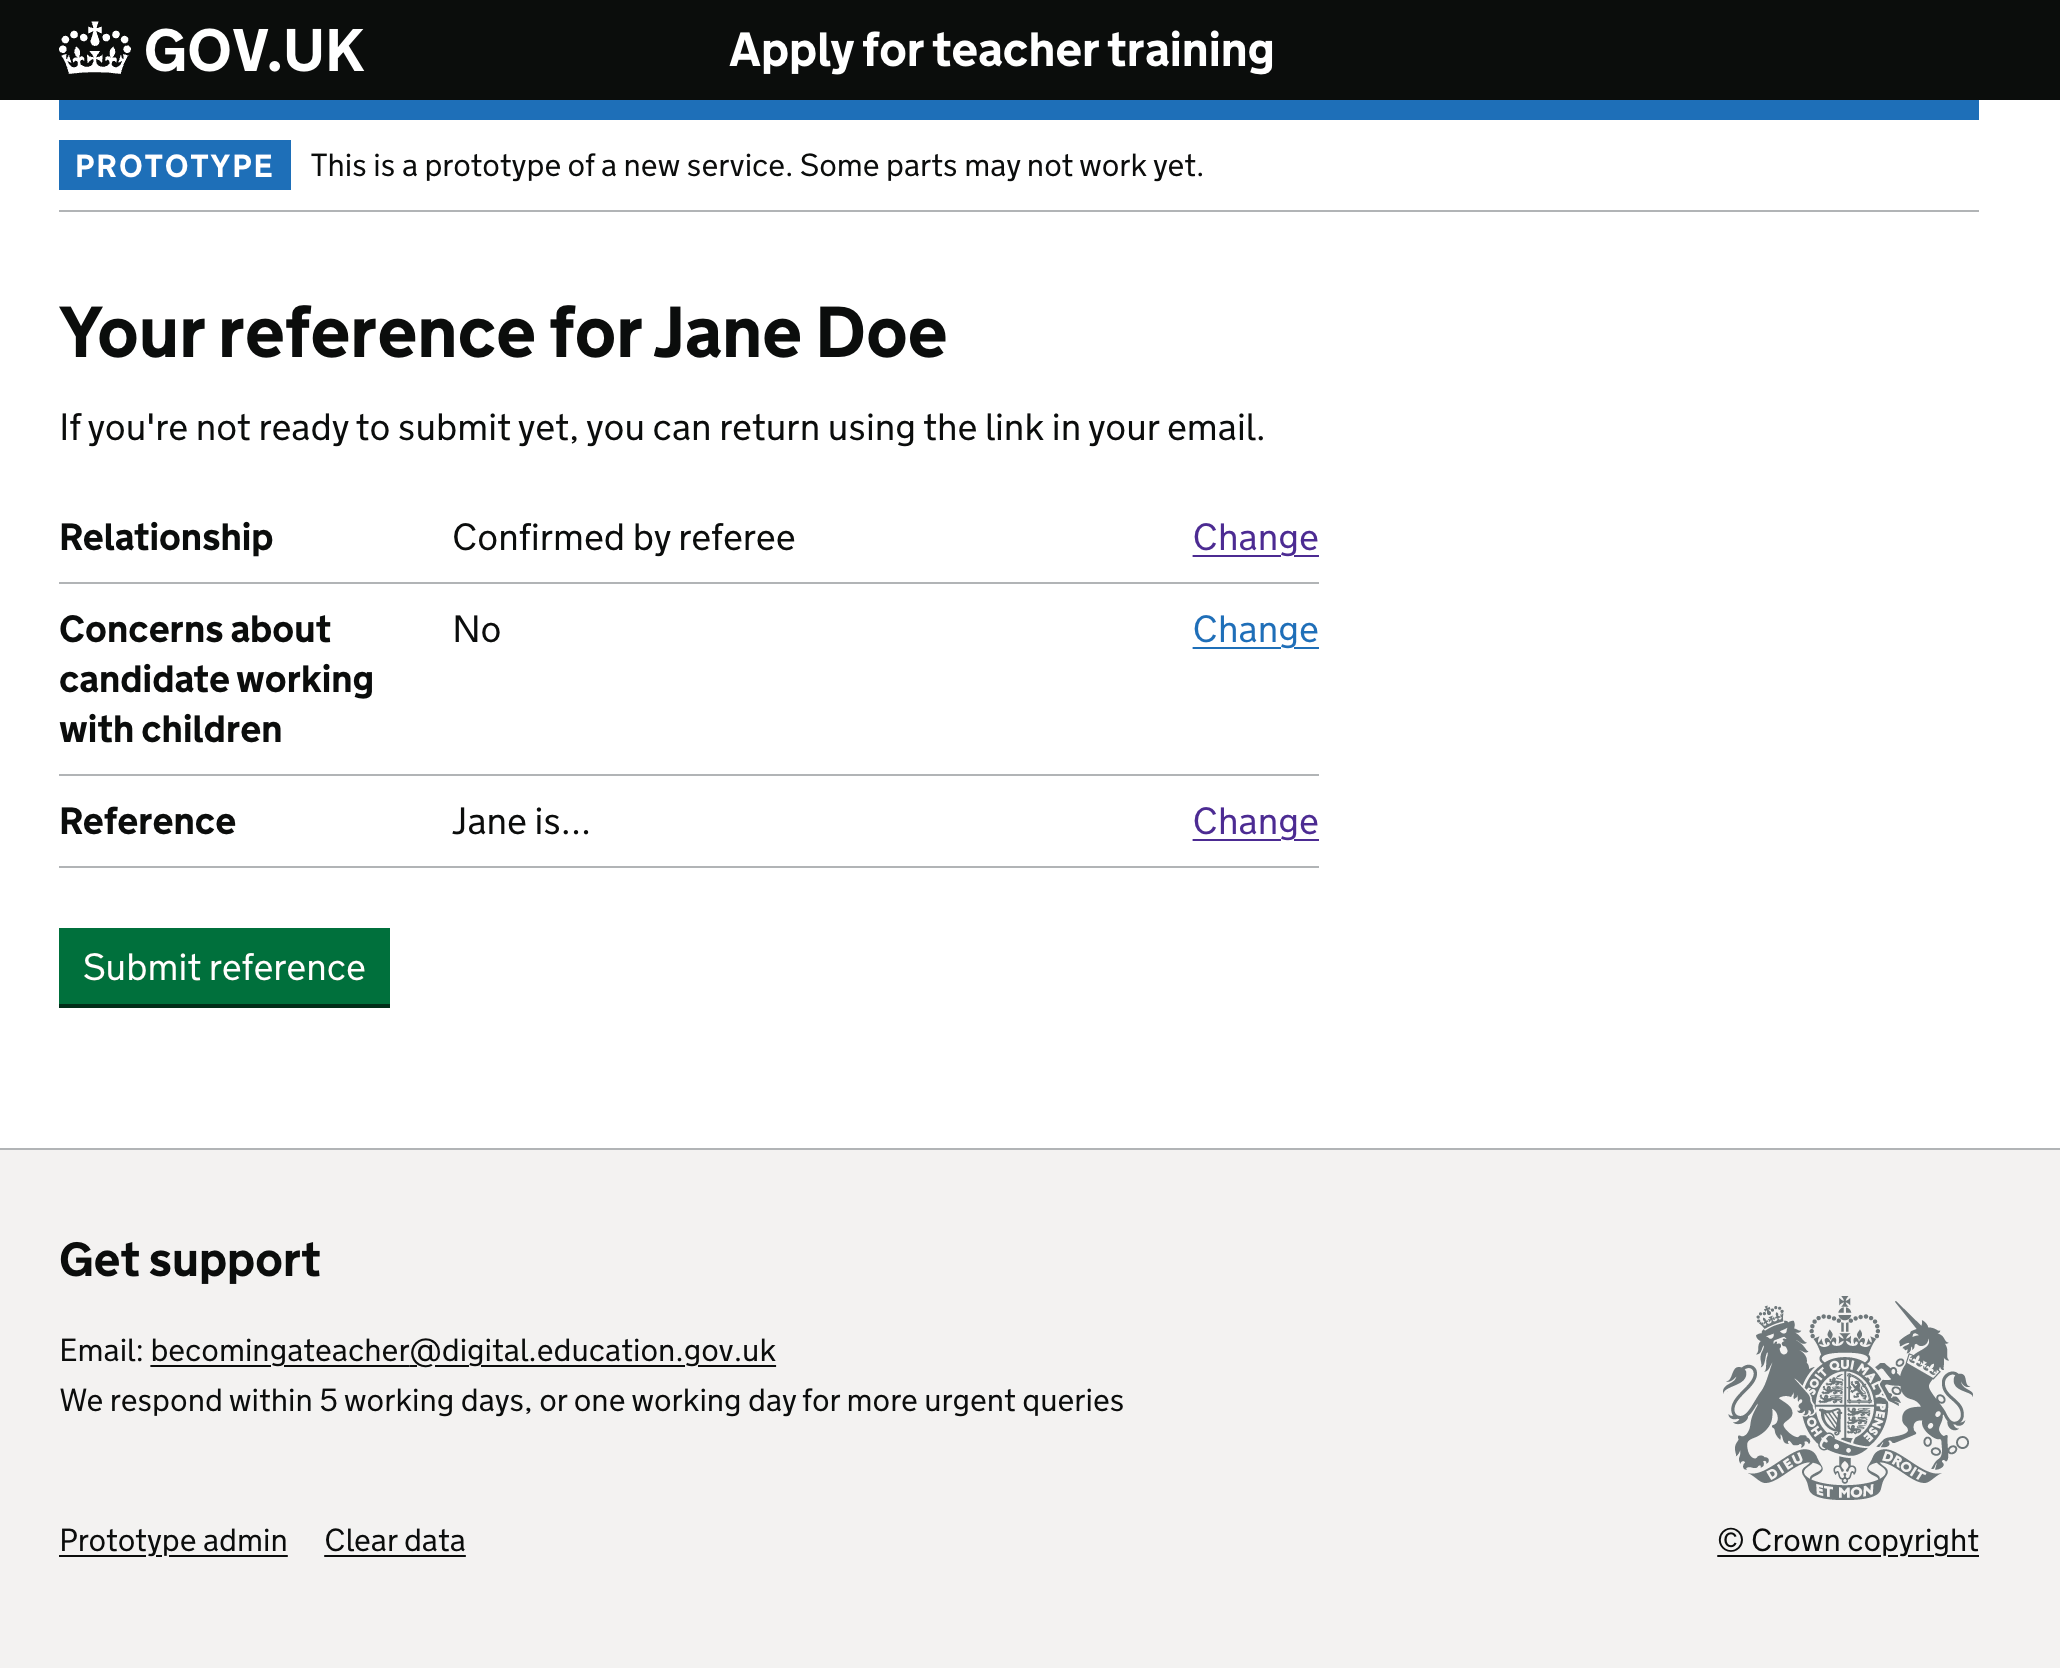 GOV.UK
Apply for teacher training
PROTOTYPE This is a prototype of a new service. Some parts may not work yet.
Your reference for Jane Doe
If you're not ready to submit yet, you can return using the link in your email.
Relationship Confirmed by referee Change
Concerns about No Change
candidate working
with children
Reference Jane is... Change
Submit reference
Get support
Email: becomingateacher@digital.education.gov.uk
We respond within 5 working days, or one working day for more urgent queries
QUI MAL
PENSE
DIEU
ET MON
DROIT
Prototype admin Clear data
© Crown copyright